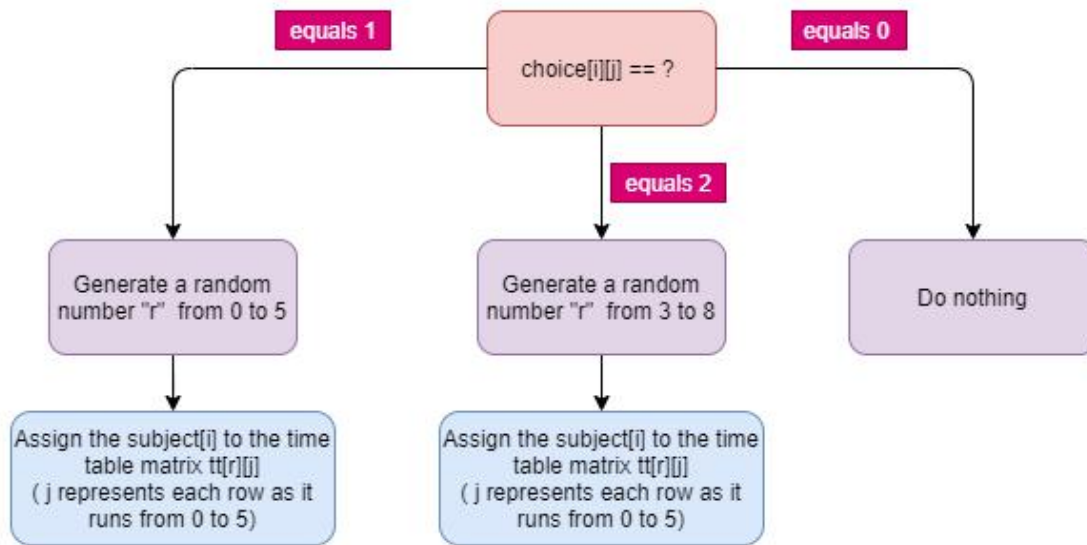 equals 1
choice[i][j] == ?
equals 0
equals 2
Generate a random
number "r"  from 0 to 5
Generate a random
number "r"  from 3 to 8
Do nothing
Assign the subject[i] to the time
table matrix tt[r][j]
( j represents each row as it
runs from 0 to 5)
Assign the subject[i] to the time
table matrix tt[r][j]
( j represents each row as it
runs from 0 to 5)